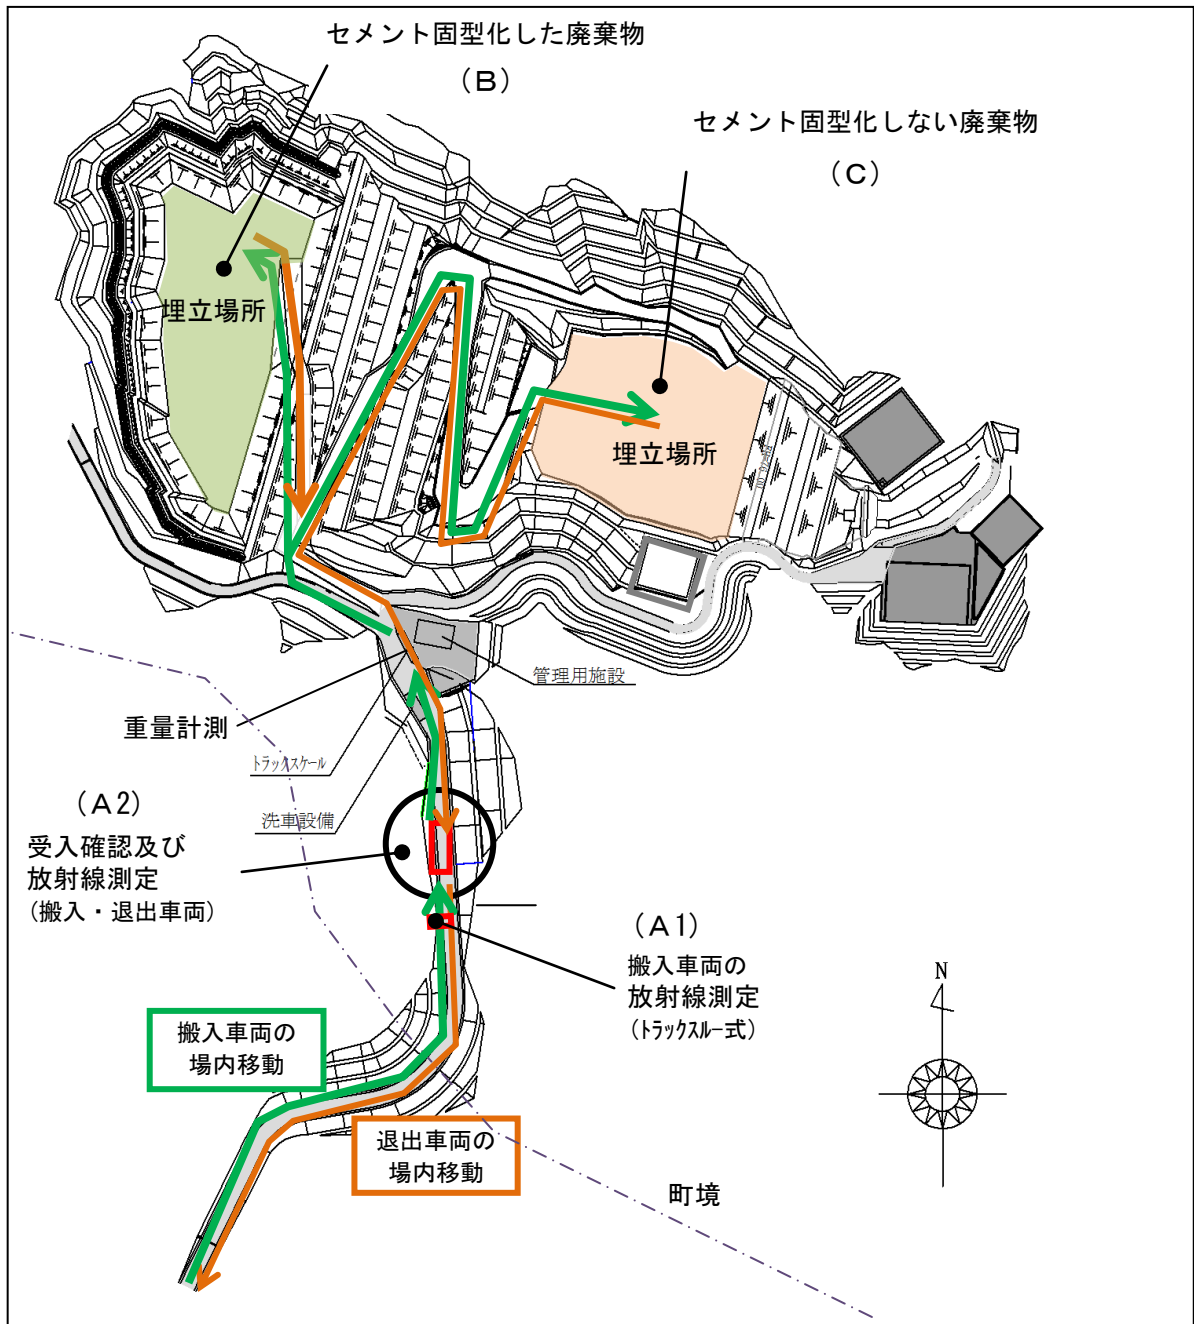 セメント固型化した廃棄物
(B)
セメント固型化しない廃棄物
(C)
埋立場所
埋立場所
管理用施設
重量計測
トラックスケール
洗車設備
(A2)
受入確認及び
放射線測定
(搬入・退出車両)
(A1)
搬入車両の
放射線測定
(トラックスルー式)
N
搬入車両の
場内移動
退出車両の
場内移動
町境